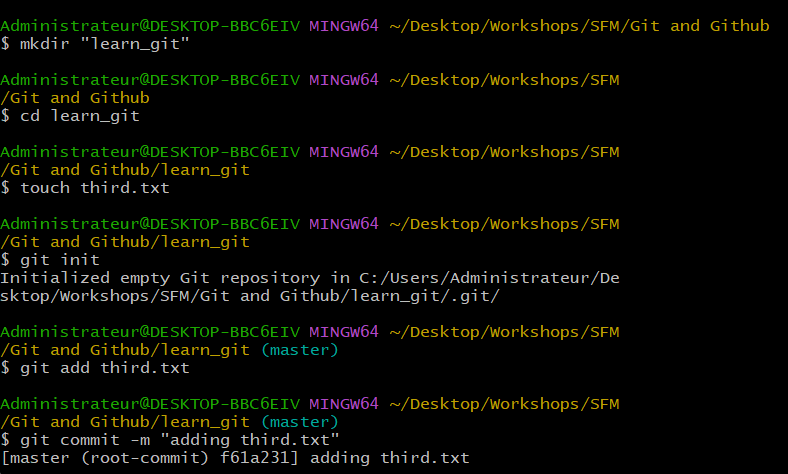 Administrateur@DESKTOP-BBC6EIV MINGW64 ~/Desktop/Workshops/SFM/Git and Github
$ mkdir "learn_git"
Administrateur@DESKTOP-BBC6EIV MINGW64 ~/Desktop/Workshops/SFM
/Git and Github
$ cd learn_git
Administrateur@DESKTOP-BBC6EIV MINGW64 ~/Desktop/Workshops/SFM
/Git and Github/learn_git
$ touch third.txt
Administrateur@DESKTOP-BBC6EIV MINGW64 ~/Desktop/Workshops/SFM
/Git and Github/learn_git
$ git init
Initialized empty Git repository in C:/Users/Administrateur/De
sktop/Workshops/SFM/Git and Github/learn_git/.git/
Administrateur@DESKTOP-BBC6EIV MINGW64 ~/Desktop/Workshops/SFM
/Git and Github/learn_git (master)
$ git add third.txt
Administrateur@DESKTOP-BBC6EIV MINGW64 ~/Desktop/Workshops/SFM
/Git and Github/learn_git (master)
$ git commit -m "adding third.txt"
[master (root-commit) f61a231] adding third.txt